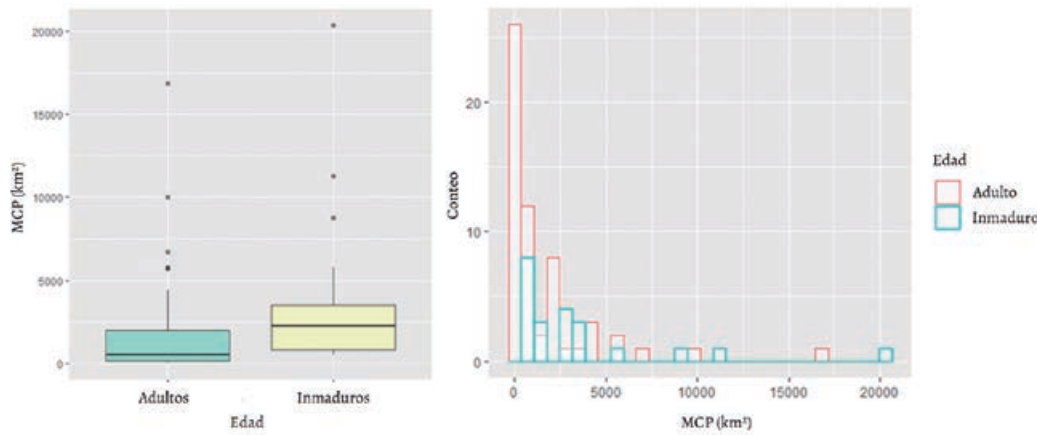 20000
15000
10000
5000
0
MCP (km²)
Adultos
Inmaduros
Edad
20
10
0
Conteo
0
5000
10000
15000
20000
MCP (km²)
Edad
Adulto
Inmaduro